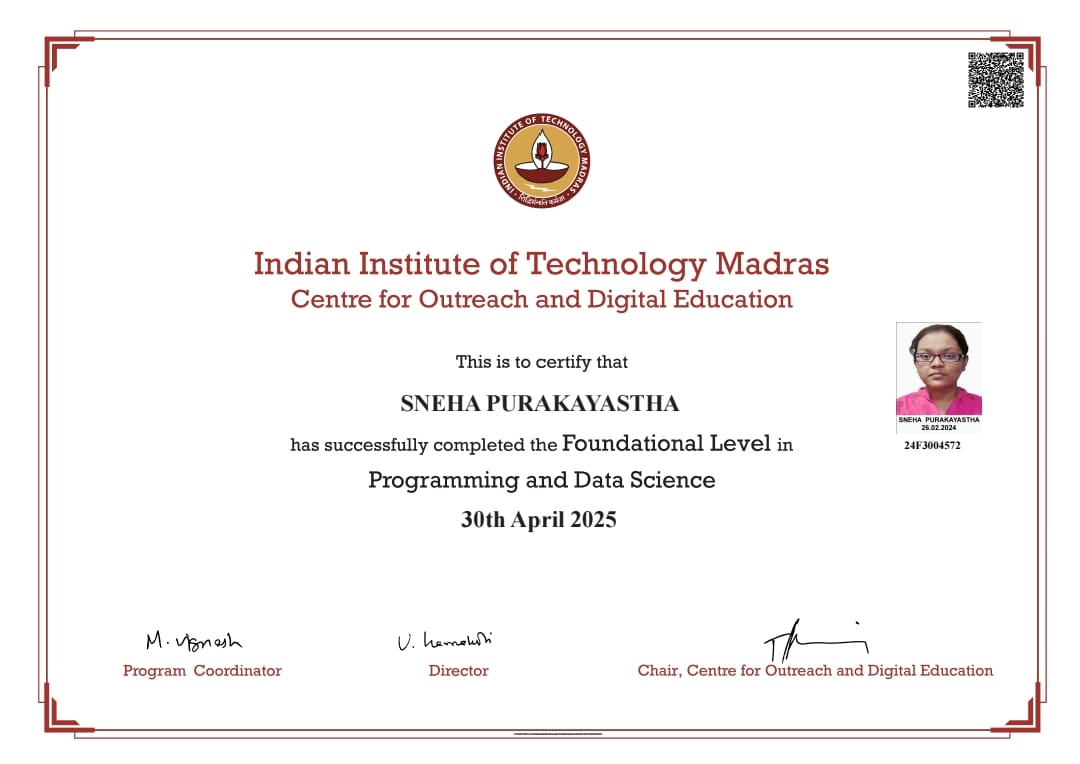 INDIAN INSTITUTE OF TECHNOLOGY MADRAS
सिद्धिर्भवति कर्मजा
Indian Institute of Technology Madras
Centre for Outreach and Digital Education
This is to certify that
SNEHA PURAKAYASTHA
has successfully completed the Foundational Level in
Programming and Data Science
30th April 2025
SNEHA PURAKAYASTHA
26.02.2024
24F3004572
M. Vignesh
Program Coordinator
Director
Chair, Centre for Outreach and Digital Education